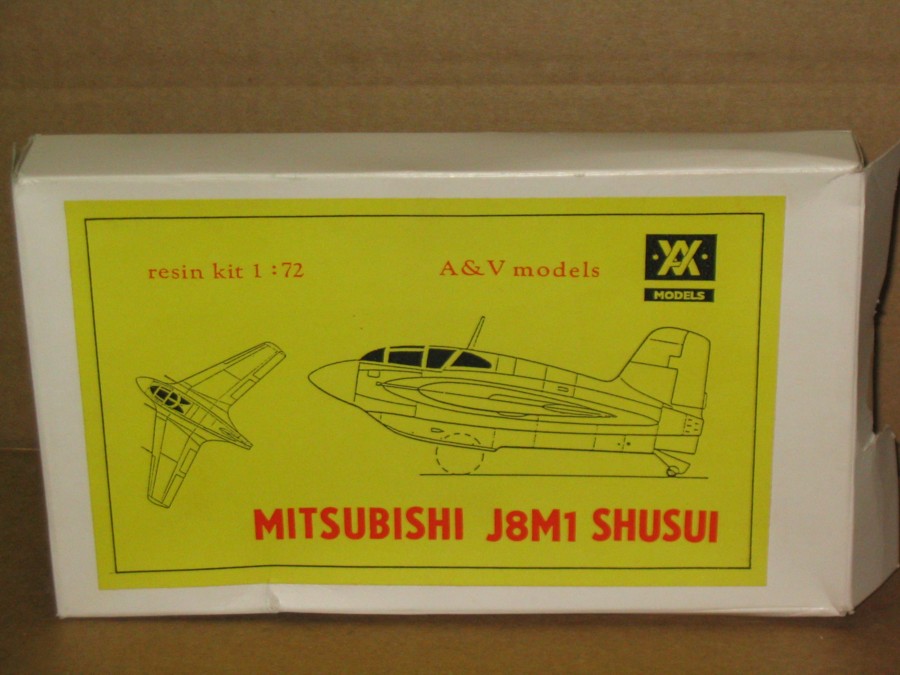 resin kit 1:72
A&V models
MODELS
MITSUBISHI J8M1 SHUSUI